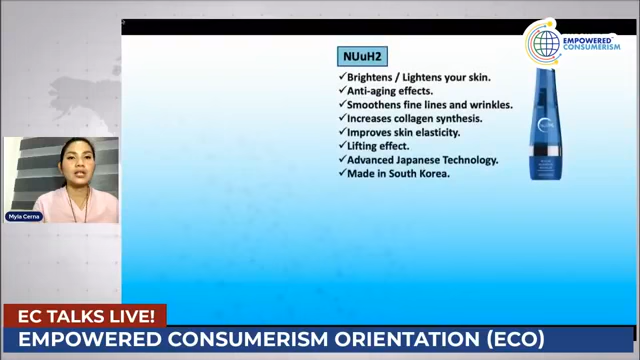 EMPOWERED
CONSUMERISM
NUuH2
✓Brightens / Lightens your skin.
✓Anti-aging effects.
✓Smoothens fine lines and wrinkles.
✓Increases collagen synthesis.
✓Improves skin elasticity.
✓Lifting effect.
✓Advanced Japanese Technology.
✓Made in South Korea.
Myla Cerna
EC TALKS LIVE!
EMPOWERED CONSUMERISM ORIENTATION (ECO)